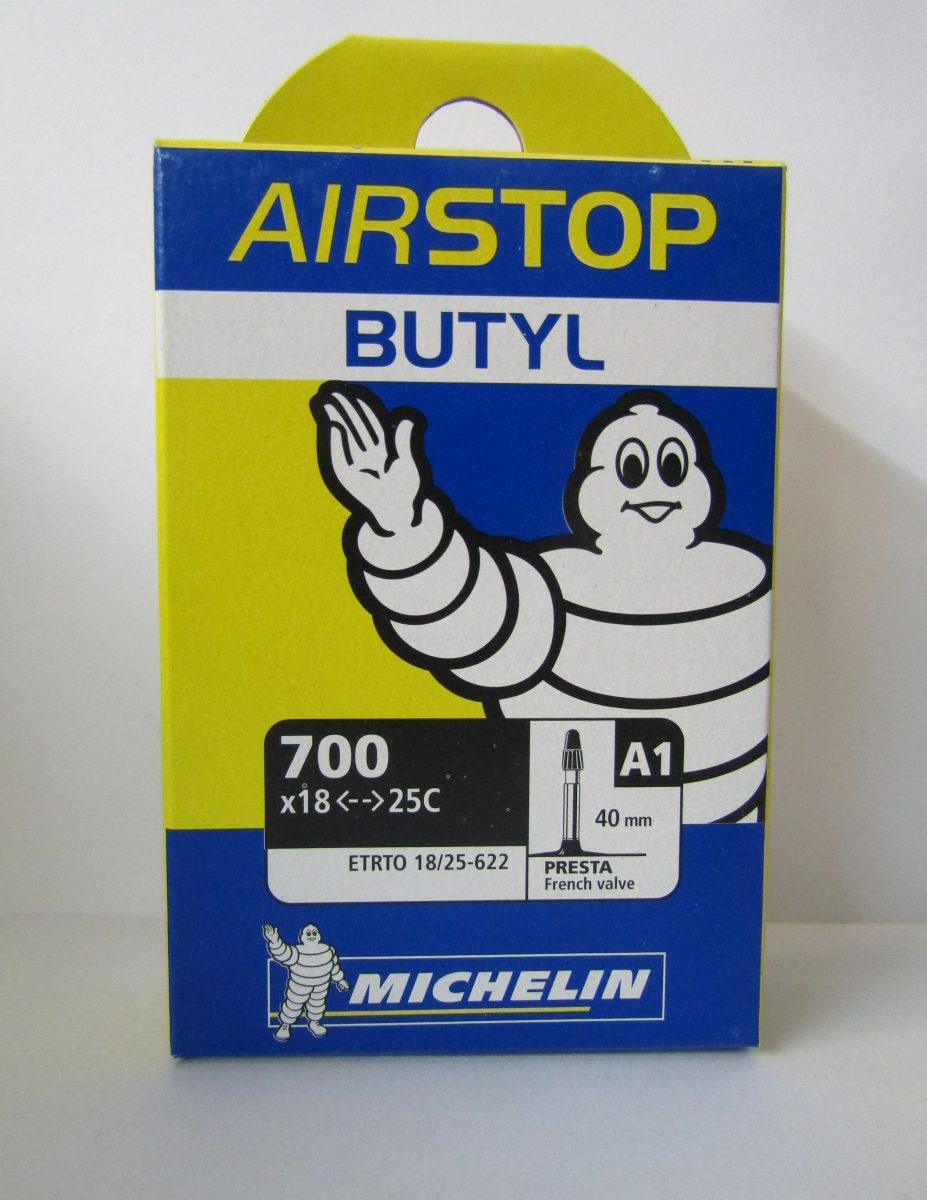 AIRSTOP
BUTYL
700
x18<-->25C
ETRTO 18/25-622
A1
40 mm
PRESTA
French valve
MICHELIN